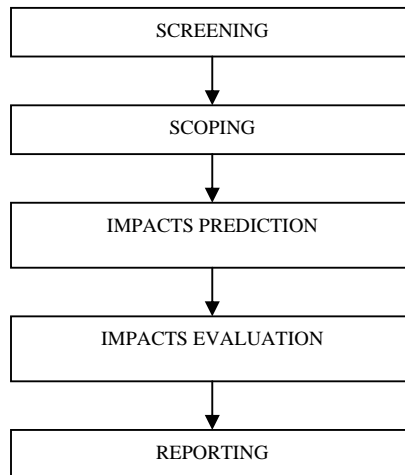 SCREENING
SCOPING
IMPACTS PREDICTION
IMPACTS EVALUATION
REPORTING